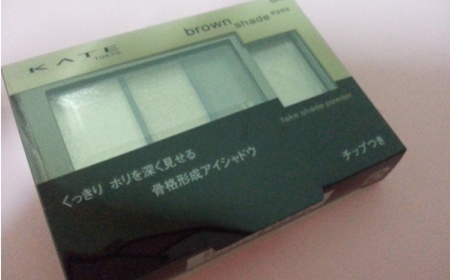 KATE
TOKYO
brown shade eyes
fake shade powder
くっきり ホリを深く見せる
骨格形成アイシャドウ
チップつき